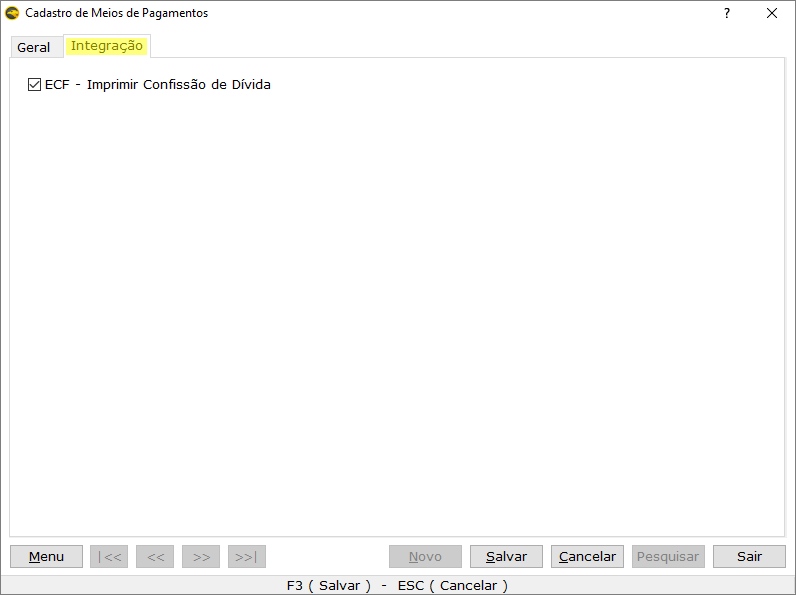 Cadastro de Meios de Pagamentos ?
Geral Integração
ECF - Imprimir Confissão de Dívida
Menu |<< << >> >>| Novo Salvar Cancelar Pesquisar Sair
F3 ( Salvar ) - ESC ( Cancelar )